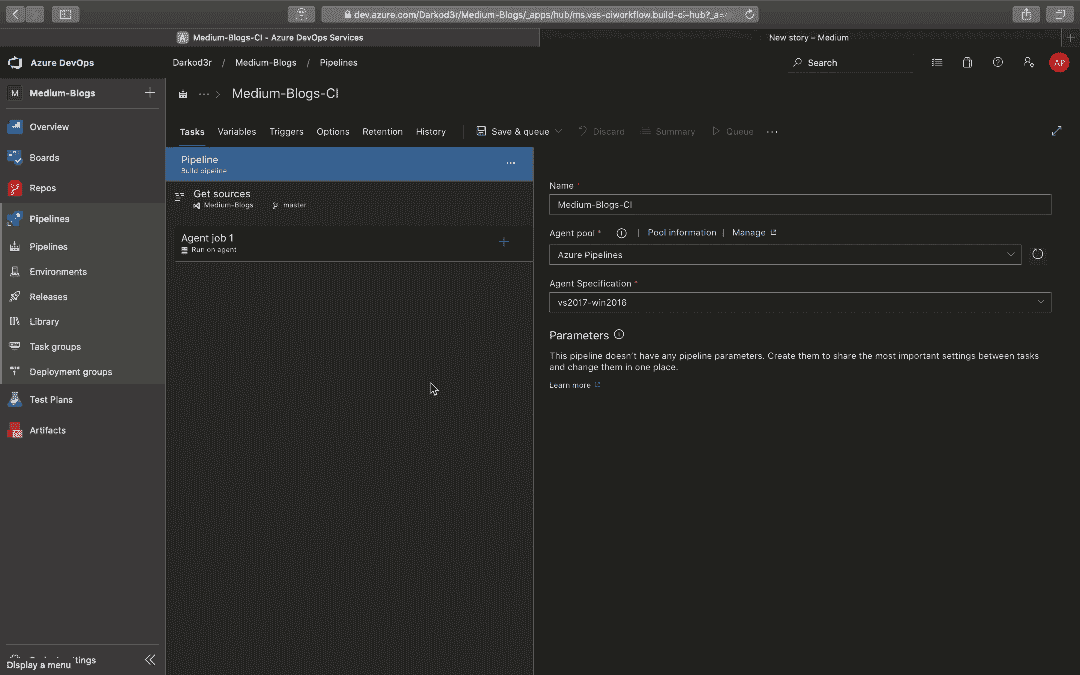 dev.azure.com/Darkod3r/Medium-Blogs/_apps/hub/ms.vss-ciworkflow.build-ci-hub?_a=
Medium-Blogs-CI - Azure DevOps Services
New story – Medium
Azure DevOps
Darkod3r / Medium-Blogs / Pipelines
Search
AF
M Medium-Blogs
Medium-Blogs-CI
Overview
Boards
Repos
Pipelines
Pipelines
Environments
Releases
Library
Task groups
Deployment groups
Test Plans
Artifacts
Display a menu
ttings
Tasks Variables Triggers Options Retention History Save & queue Discard Summary Queue
Pipeline
Build pipeline
Get sources
Medium-Blogs master
Agent job 1
Run on agent
Name *
Medium-Blogs-CI
Agent pool * | Pool information | Manage
Azure Pipelines
Agent Specification *
vs2017-win2016
Parameters
This pipeline doesn't have any pipeline parameters. Create them to share the most important settings between tasks
and change them in one place.
Learn more